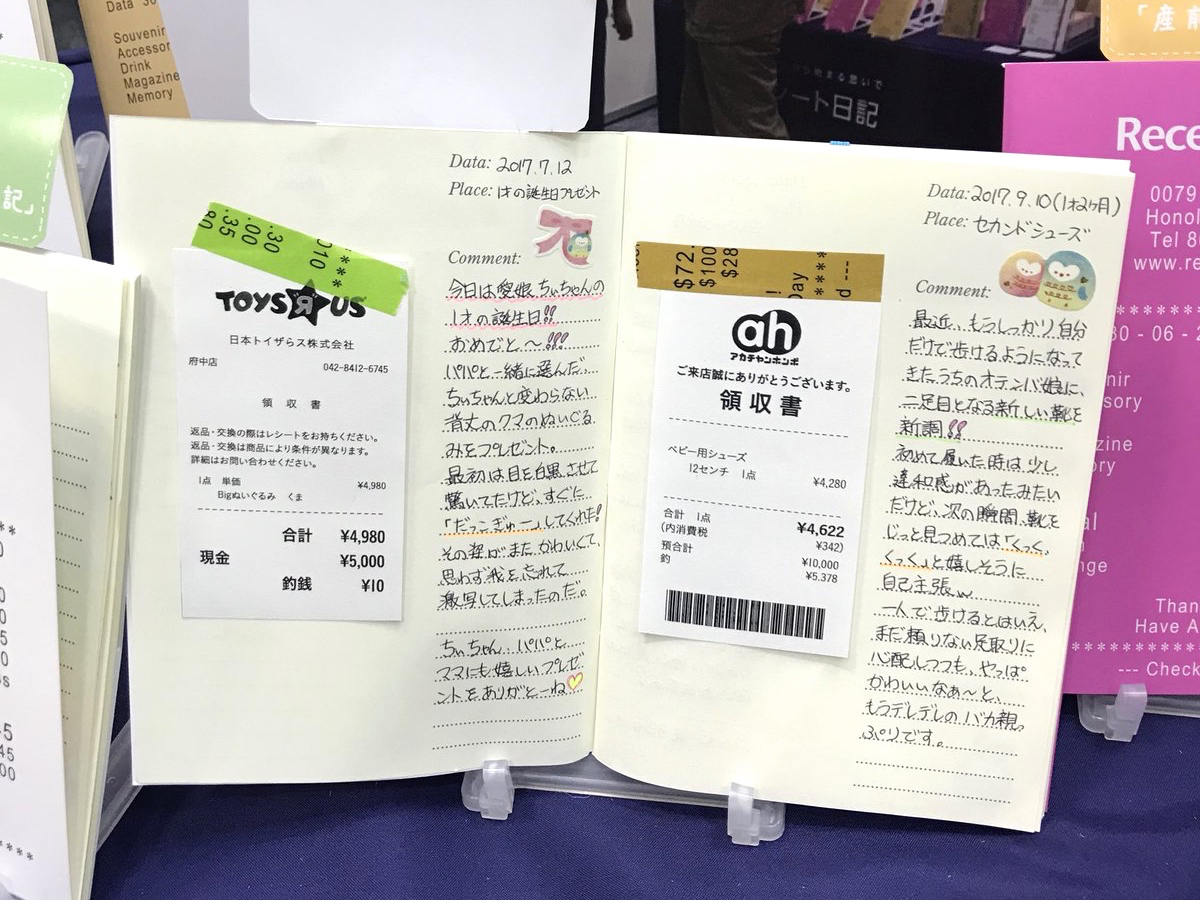 Data 30
Souvenir
Accessor
Drink
Magazine
Memory
記」
Data: 2017.7.12
Place: 1才の誕生日プレゼント
Comment:
今日は愛娘ちぃちゃんの
1才の誕生日!!
おめでと〜!!!
パパと一緒に選んだ、
ちぃちゃんと変わらない
背丈のクマのぬいぐる
みをプレゼント。
最初は目を白黒させて
驚いてたけど、すぐに
「だっこぎゅー」してくれた!
その姿がまたかわいくて、
思わず我を忘れて
激写してしまったのだ。
ちぃちゃん、パパと
ママにも嬉しいプレゼ
ントをありがとーね
.35
.00
.30
010
***
TOYS R US
日本トイザらス株式会社
府中店
042-8412-6745
領 収 書
返品・交換の際はレシートをお持ちください。
返品・交換は商品により条件が異なります。
詳細はお問い合わせください。
1点 単価 ¥4,980
Bigぬいぐるみ くま
合計 ¥4,980
現金 ¥5,000
釣銭 ¥10
Data: 2017.9.10(1才2ヶ月)
Place: セカンドシューズ
Comment:
最近、もうしっかり自分
だけで歩けるようになって
きたうちのオテンバ娘に、
二足目となる新しい靴を
新調!!
初めて履いた時は少し
違和感があったみたい
だけど、次の瞬間、靴を
じっと見つめては「くっく、
くっく」と嬉しそうに
自己主張w
一人で歩けるとはいえ、
まだ頼りない足取りに
心配しつつも、やっぱ
かわいいなぁ〜と、
もうデレデレのバカ親っ
ぷりです。
$72.
$100
$28
!
Day
****
d ---
ah
アカチャンホンポ
ご来店誠にありがとうございます。
領収書
ベビー用シューズ
12センチ 1点 ¥4,280
合計 1点 ¥4,622
(内消費税 ¥342)
預合計 ¥10,000
釣 ¥5.378
ート日記
「産前
Rece
0079
Honol
Tel 80
www.re
30 - 06 - 2
Than
Have A
--- Check